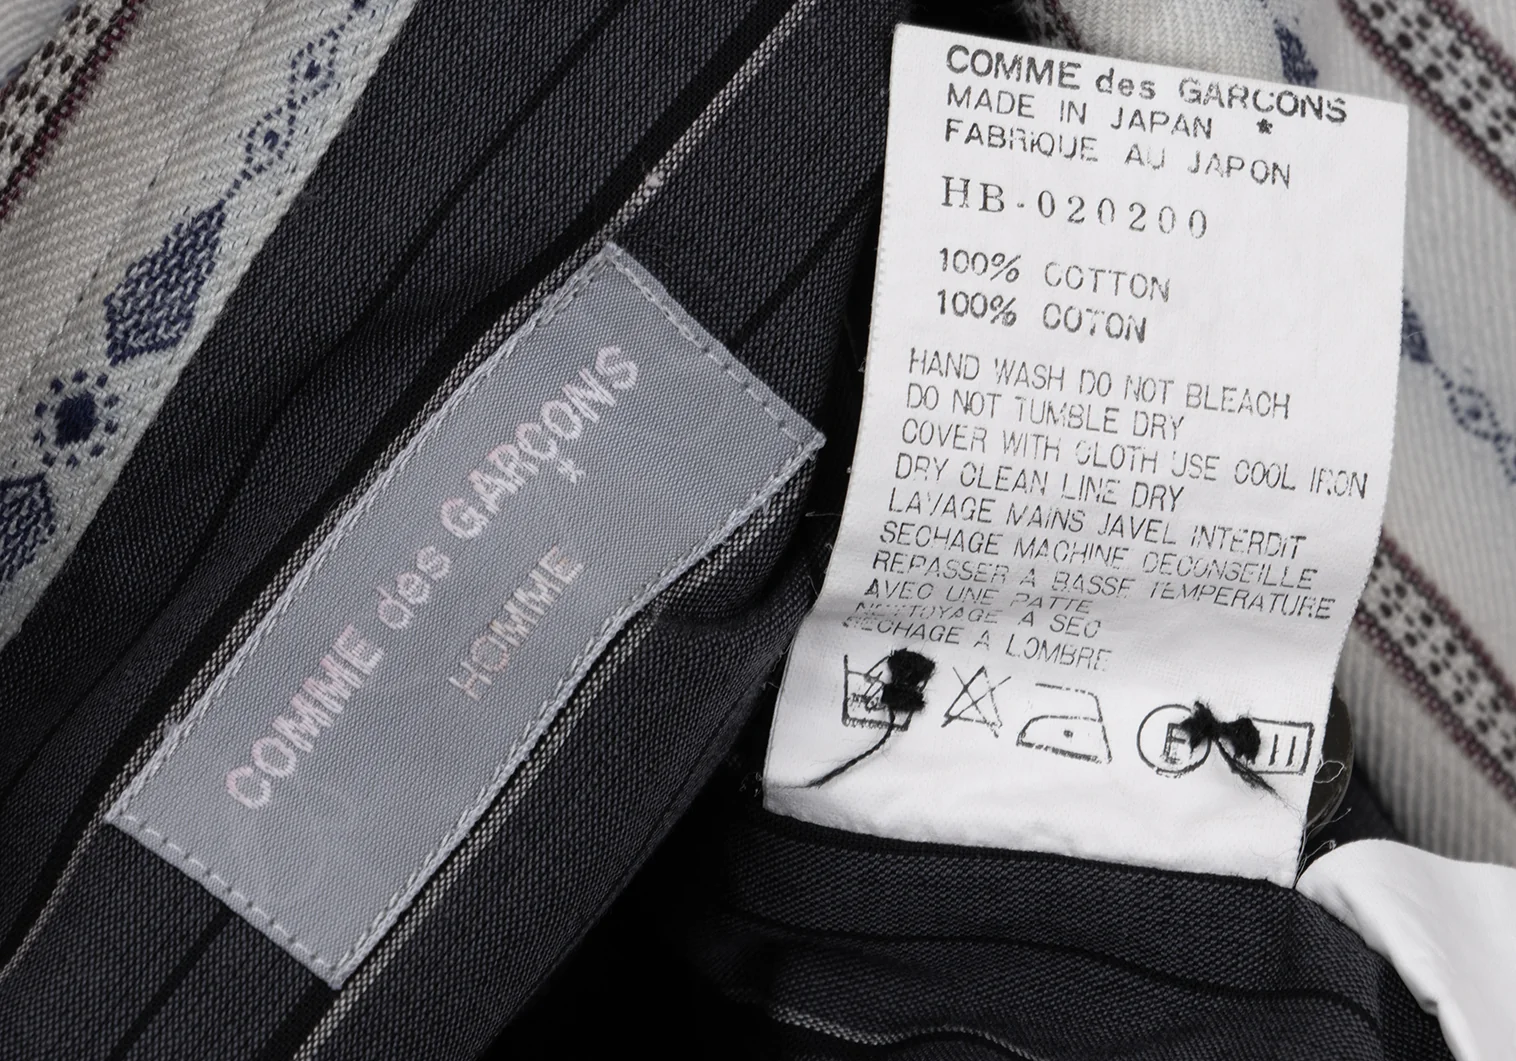 COMME des GARÇONS
HOMME
COMME des GARÇONS
MADE IN JAPAN *
FABRIQUE AU JAPON
HB-020200
100% COTTON
100% COTON
HAND WASH DO NOT BLEACH
DO NOT TUMBLE DRY
COVER WITH CLOTH USE COOL IRON
DRY CLEAN LINE DRY
LAVAGE MAINS JAVEL INTERDIT
SECHAGE MACHINE DECONSEILLE
REPASSER A BASSE TEMPERATURE
AVEC UNE PATTE
NETTOYAGE A SEC
SECHAGE A LOMBRE
F